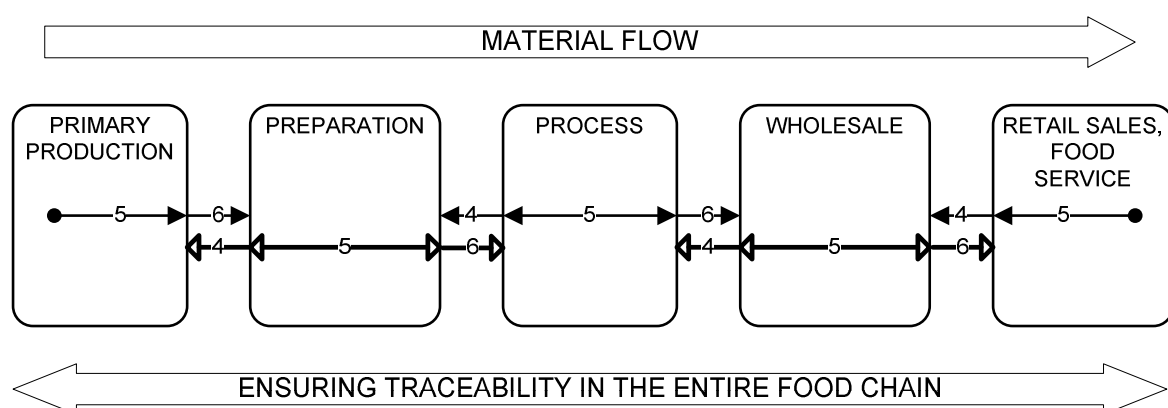 MATERIAL FLOW
PRIMARY
PRODUCTION
PREPARATION
PROCESS
WHOLESALE
RETAIL SALES,
FOOD
SERVICE
5 6 4 5 6 4 5
4 5 6 4 5 6
ENSURING TRACEABILITY IN THE ENTIRE FOOD CHAIN